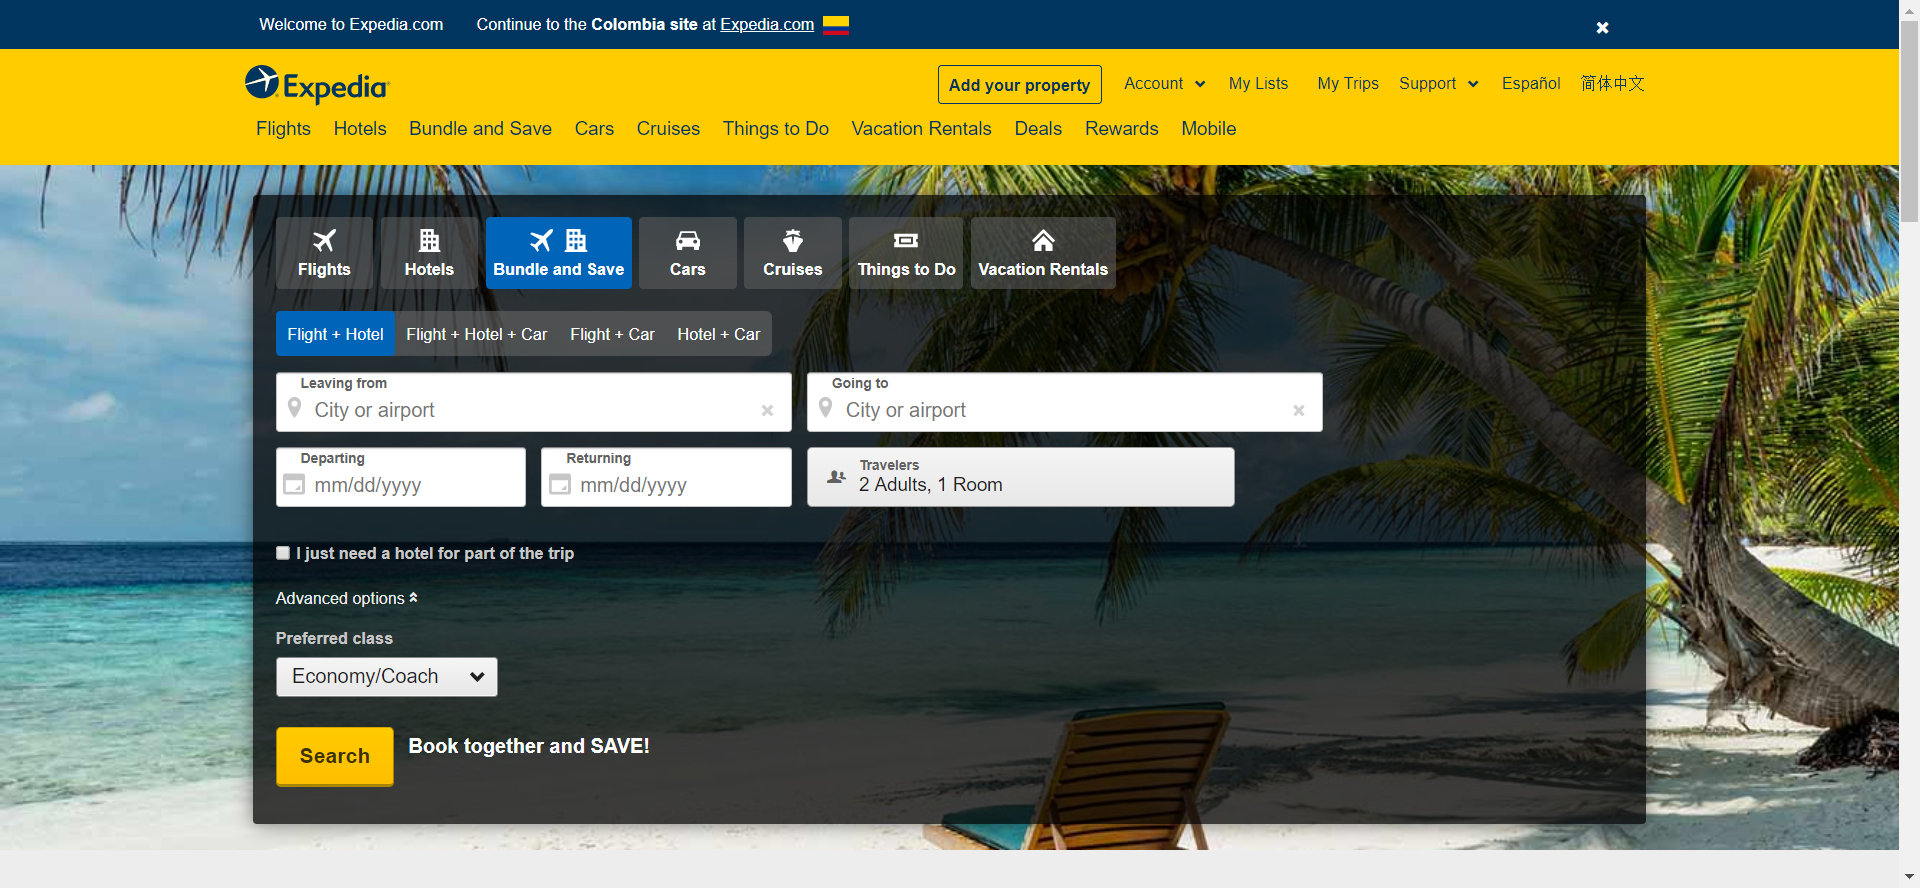 Welcome to Expedia.com Continue to the Colombia site at Expedia.com
Expedia
Add your property Account My Lists My Trips Support Español 简体中文
Flights Hotels Bundle and Save Cars Cruises Things to Do Vacation Rentals Deals Rewards Mobile
Flights Hotels Bundle and Save Cars Cruises Things to Do Vacation Rentals
Flight + Hotel Flight + Hotel + Car Flight + Car Hotel + Car
Leaving from Going to
City or airport City or airport
Departing Returning Travelers
mm/dd/yyyy mm/dd/yyyy 2 Adults, 1 Room
I just need a hotel for part of the trip
Advanced options
Preferred class
Economy/Coach
Search Book together and SAVE!